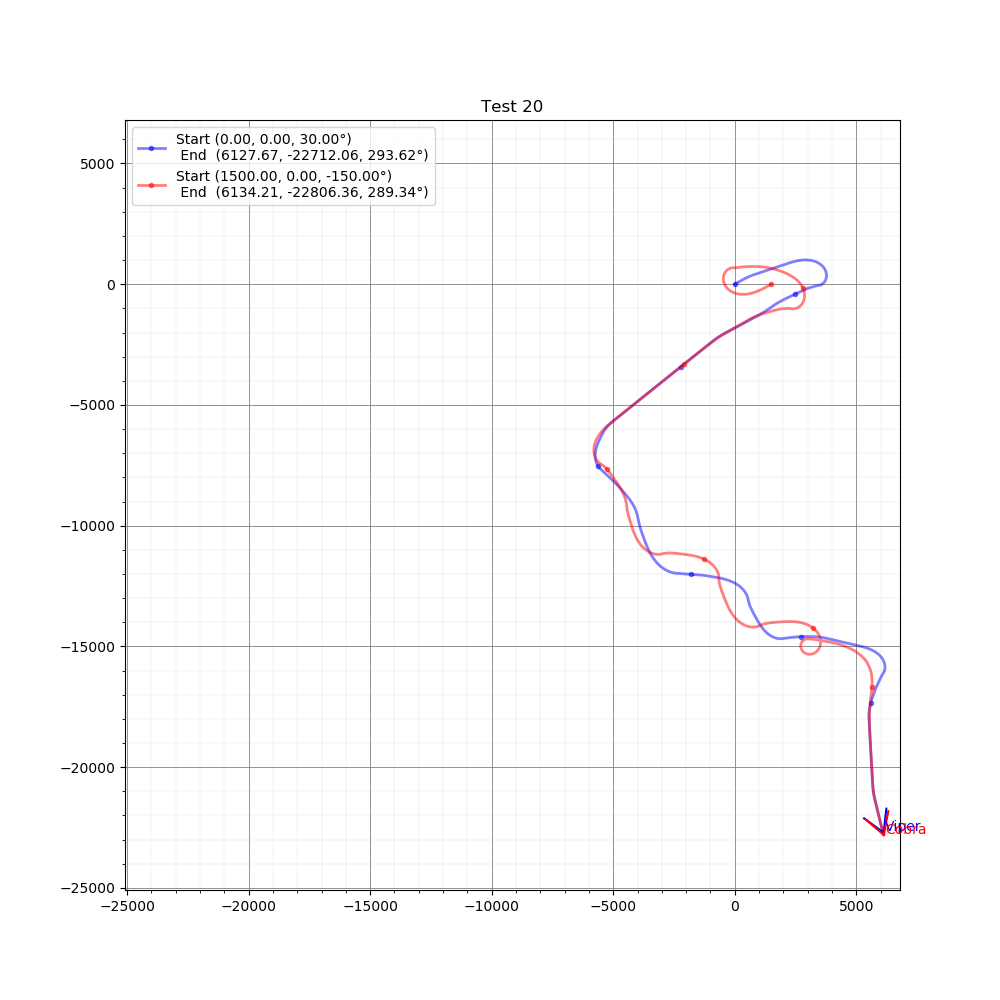 Test 20
Start (0.00, 0.00, 30.00°)
End (6127.67, -22712.06, 293.62°)
Start (1500.00, 0.00, -150.00°)
End (6134.21, -22806.36, 289.34°)
5000
0
−5000
−10000
−15000
−20000
−25000
Viper
Cobra
−25000 −20000 −15000 −10000 −5000 0 5000